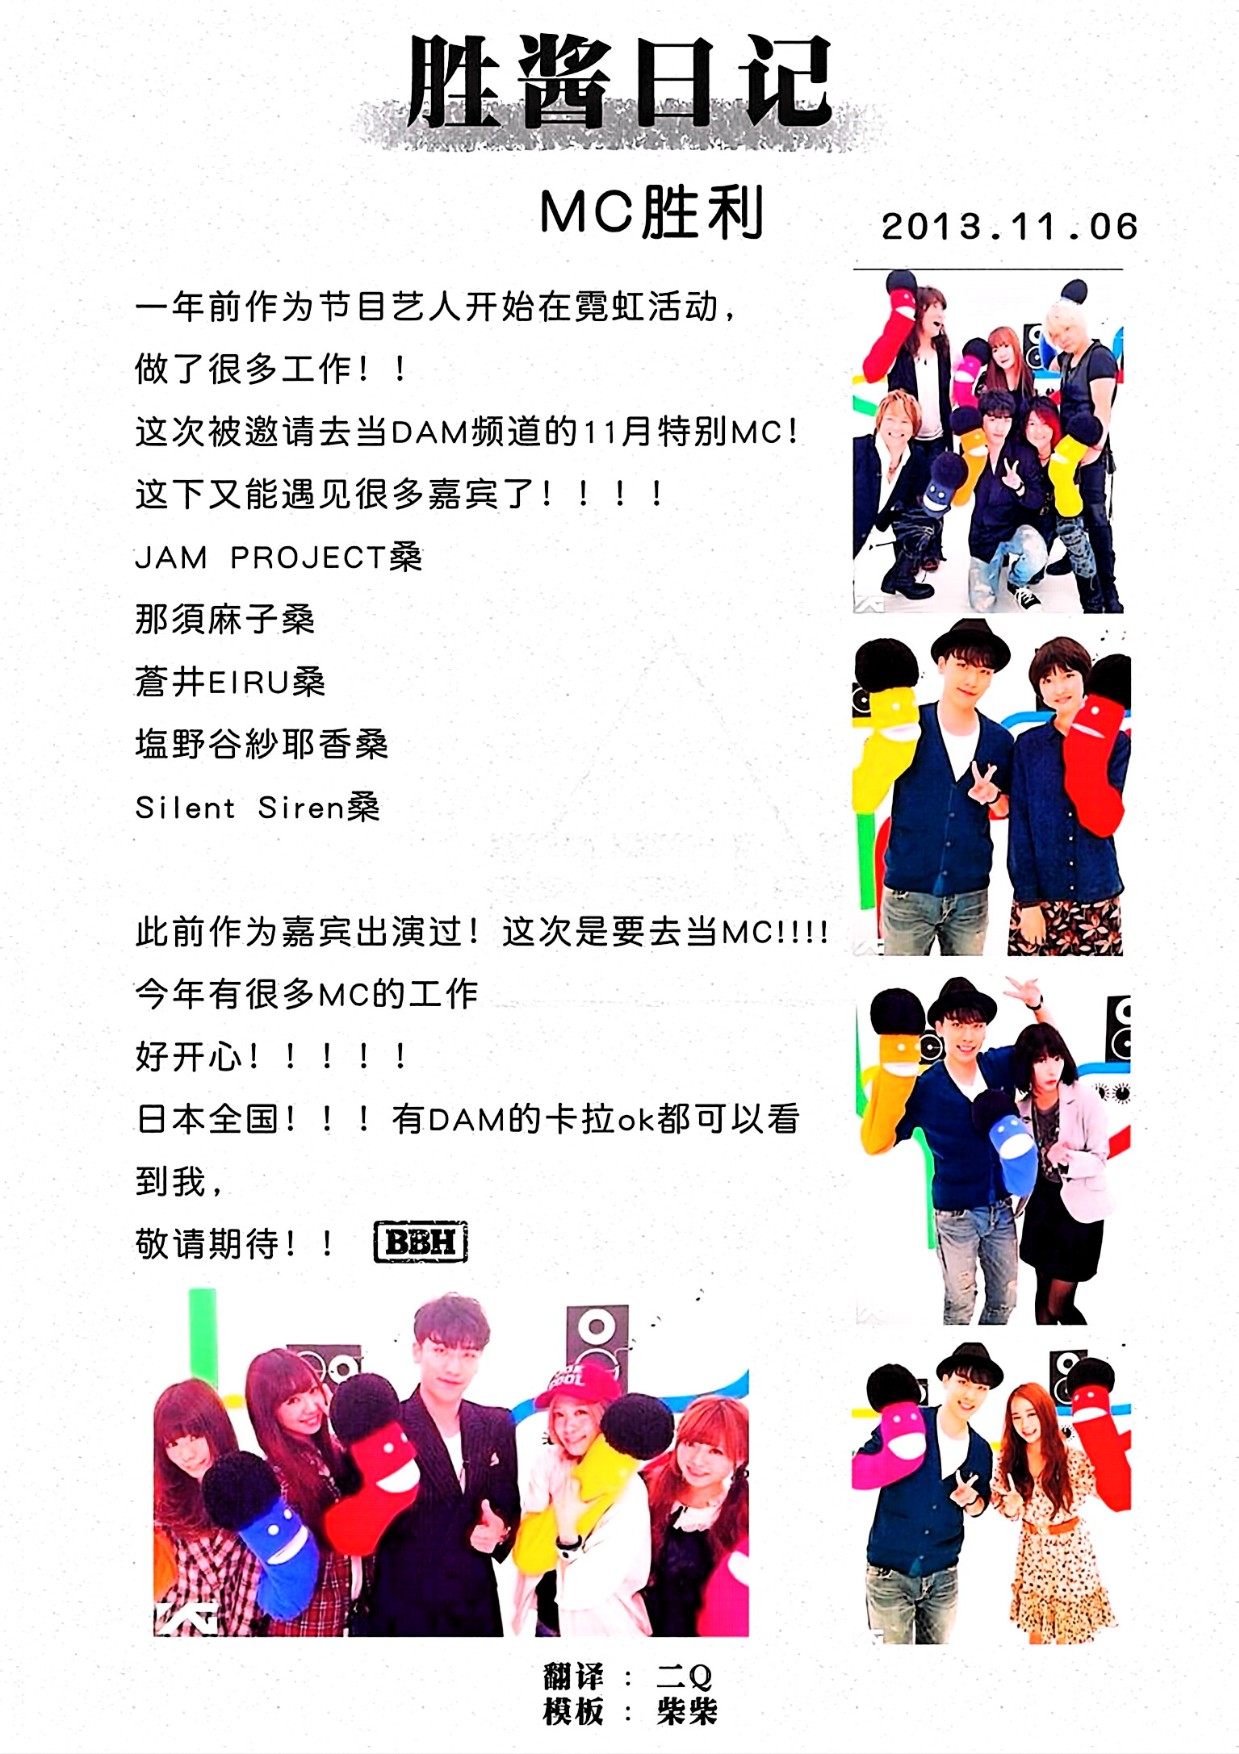 胜酱日记
MC胜利
2013.11.06
一年前作为节目艺人开始在霓虹活动，
做了很多工作！！
这次被邀请去当DAM频道的11月特别MC！
这下又能遇见很多嘉宾了！！！！
JAM PROJECT桑
那須麻子桑
蒼井EIRU桑
塩野谷紗耶香桑
Silent Siren桑
此前作为嘉宾出演过！这次是要去当MC!!!!
今年有很多MC的工作
好开心！！！！！
日本全国！！！有DAM的卡拉ok都可以看
到我，
敬请期待！！
BBH
COOL
YG
翻译 : 二Q
模板 : 柴柴